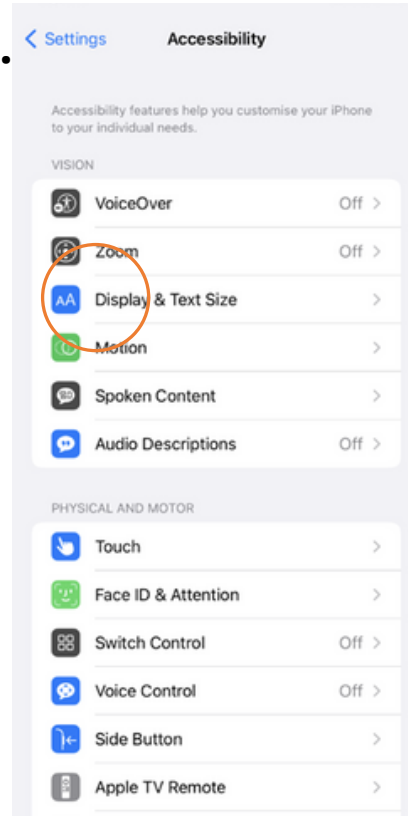 Settings Accessibility
Accessibility features help you customise your iPhone
to your individual needs.
VISION
VoiceOver Off
Zoom Off
AA Display & Text Size
Motion
Spoken Content
Audio Descriptions Off
PHYSICAL AND MOTOR
Touch
Face ID & Attention
Switch Control Off
Voice Control Off
Side Button
Apple TV Remote